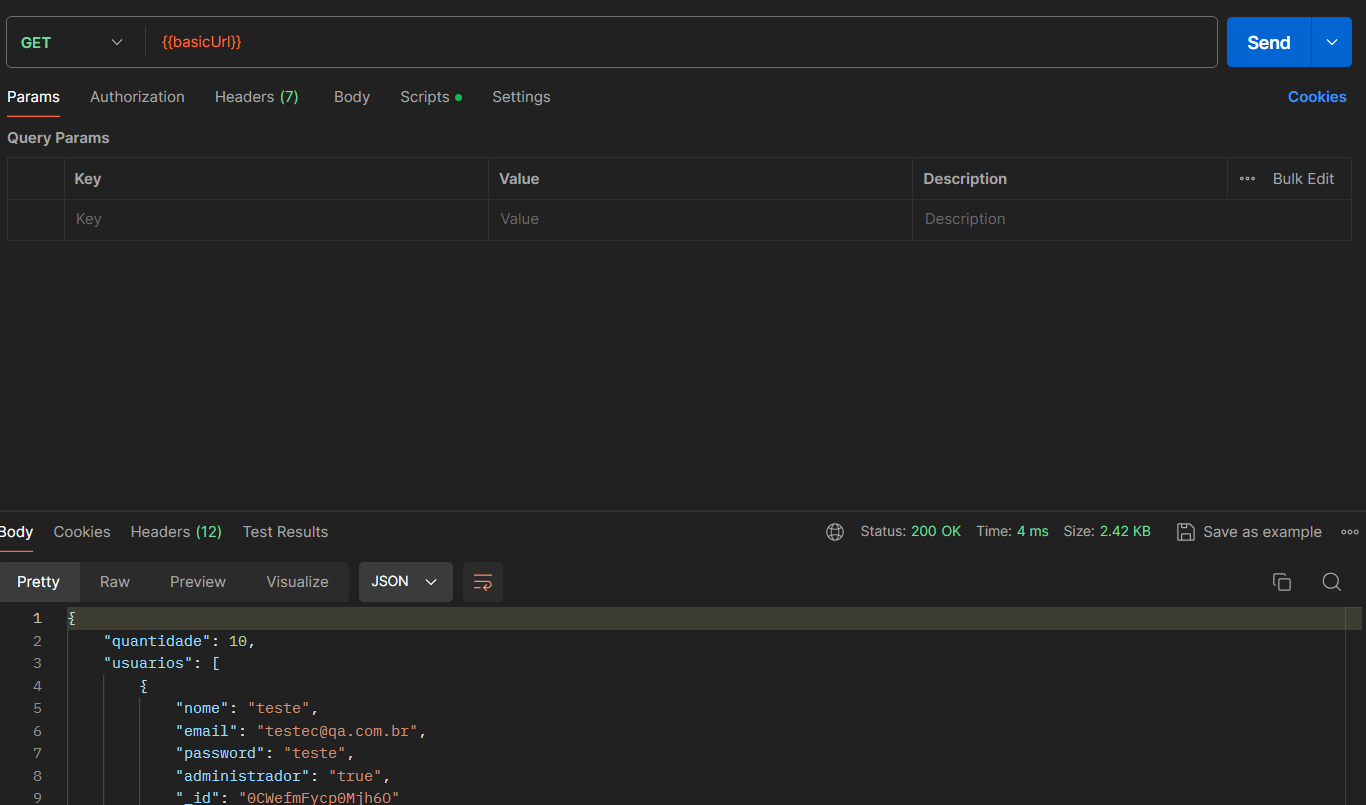 GET {{basicUrl}} Send
Params Authorization Headers (7) Body Scripts Settings Cookies
Query Params
Key Value Description ••• Bulk Edit
Key Value Description
Body Cookies Headers (12) Test Results Status: 200 OK Time: 4 ms Size: 2.42 KB Save as example
Pretty Raw Preview Visualize JSON
1 {
2 "quantidade": 10,
3 "usuarios": [
4 {
5 "nome": "teste",
6 "email": "testec@qa.com.br",
7 "password": "teste",
8 "administrador": "true",
9 "_id": "0CWefmFycp0Mjh6O"